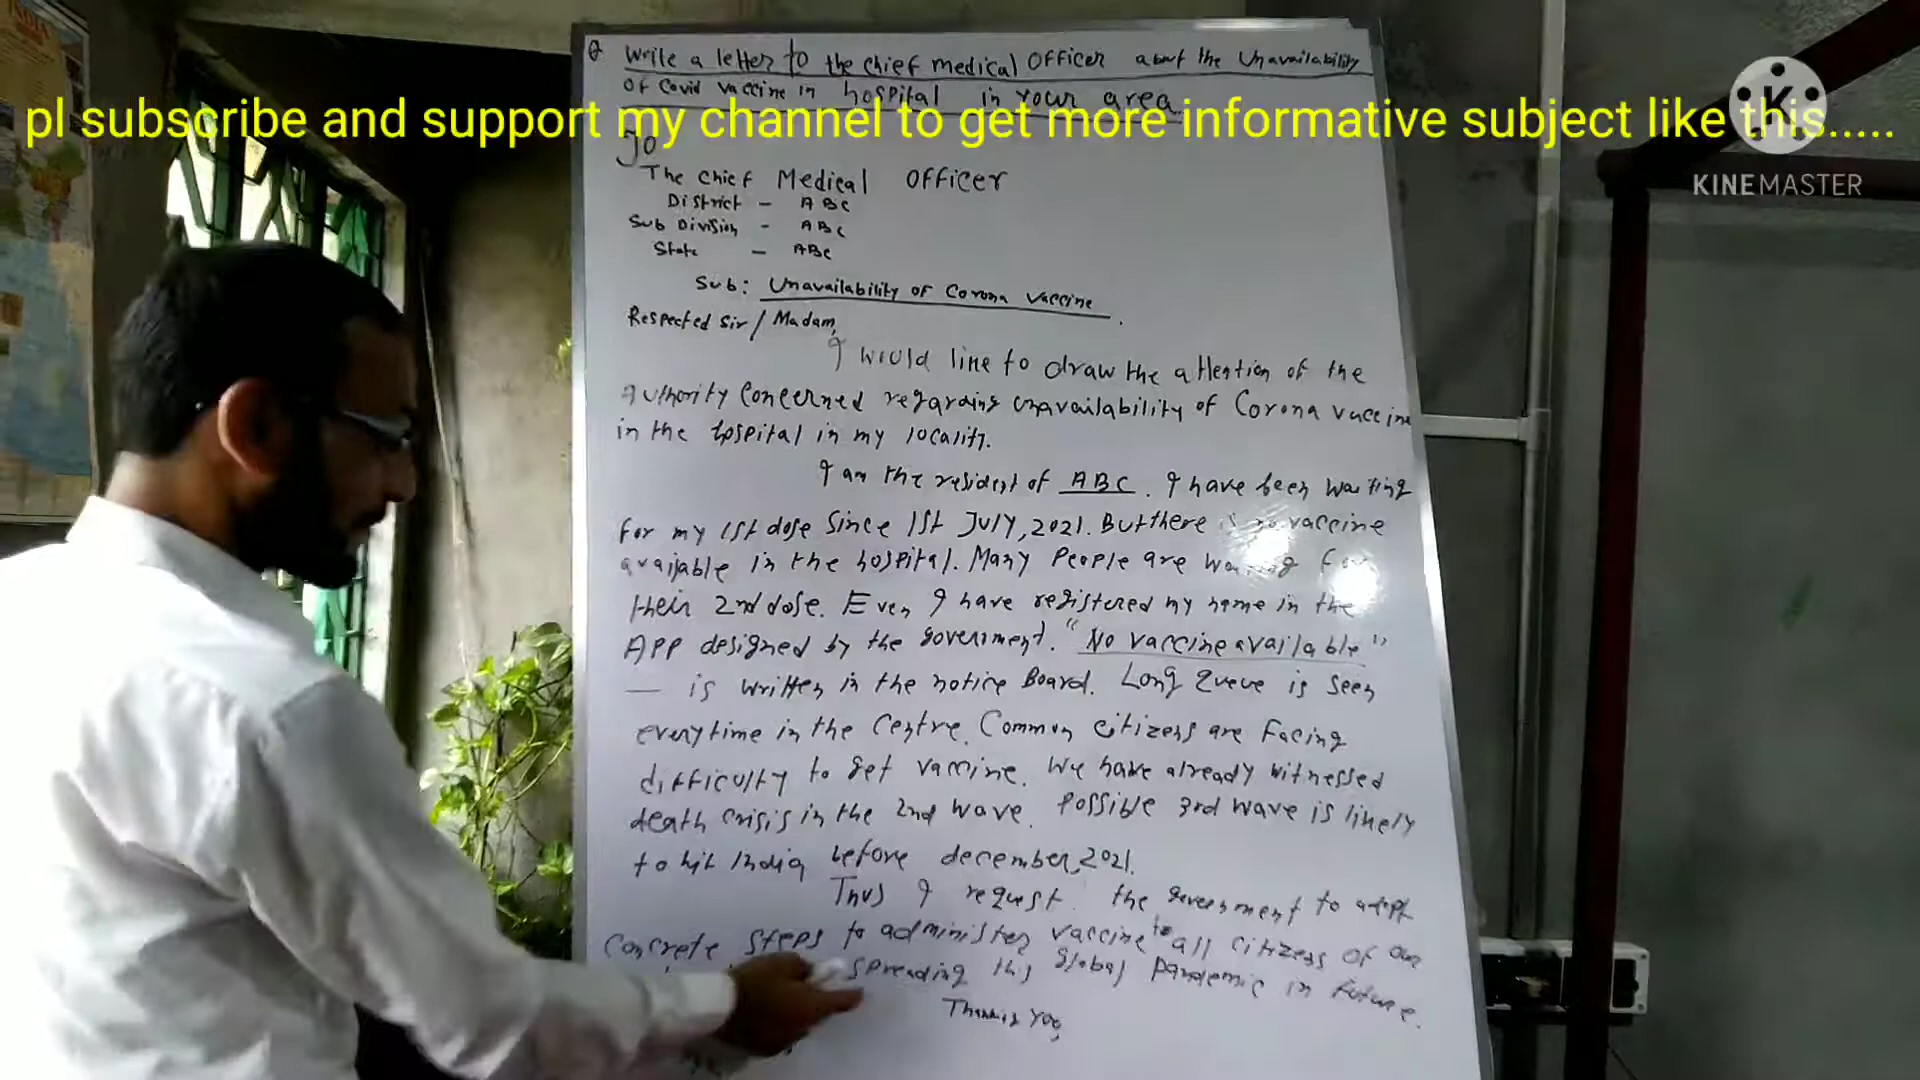 Q Write a letter to the chief medical officer about the Unavailability
of Covid vaccine in hospital in your area
pl subscribe and support my channel to get more informative subject like this.....
K
KINEMASTER
INDIA
To
The Chief Medical Officer
District - ABC
Sub Division - ABC
State - ABC
Sub: Unavailability of Corona Vaccine
Respected Sir/Madam,
I would like to draw the attention of the
Authority Concerned regarding unavailability of Corona vaccine
in the hospital in my locality.
I am the resident of ABC. I have been waiting
for my 1st dose since 1st July, 2021. But there is no vaccine
available in the hospital. Many people are waiting for
their 2nd dose. Even I have registered my name in the
APP designed by the government. "No vaccine available"
— is written in the notice Board. Long Queue is seen
everytime in the Centre. Common Citizens are facing
difficulty to get vaccine. We have already witnessed
death crisis in the 2nd wave. Possible 3rd wave is likely
to hit India before december, 2021.
Thus I request the government to adopt
Concrete steps to administer vaccine to all citizens of our
spreading this global pandemic in future.
Thanking You,